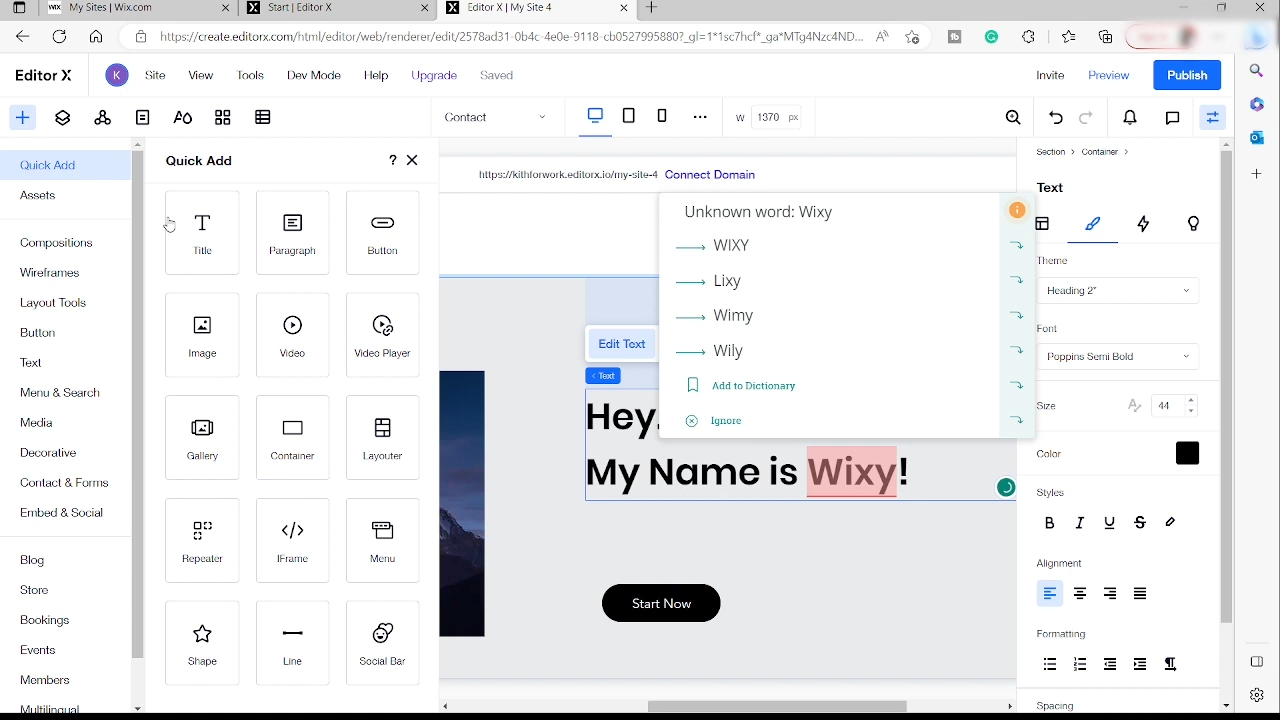 My Sites | Wix.com
Start | Editor X
Editor X | My Site 4
https://create.editorx.com/html/editor/web/renderer/edit/2578ad31-0b4c-4e0e-9118-cb0527995880?_gl=1*1sc7hcf*_ga*MTg4Nzc4ND...
Editor X
K
Site
View
Tools
Dev Mode
Help
Upgrade
Saved
Invite
Preview
Publish
Contact
W
1370
px
Quick Add
Assets
Compositions
Wireframes
Layout Tools
Button
Text
Menu & Search
Media
Decorative
Contact & Forms
Embed & Social
Blog
Store
Bookings
Events
Members
Multilingual
Quick Add
?
Title
Paragraph
Button
Image
Video
Video Player
Gallery
Container
Layouter
Repeater
IFrame
Menu
Shape
Line
Social Bar
https://kithforwork.editorx.io/my-site-4 Connect Domain
Unknown word: Wixy
WIXY
Lixy
Wimy
Wily
Add to Dictionary
Ignore
Edit Text
< Text
Hey.
My Name is Wixy!
Start Now
Section > Container >
Text
Theme
Heading 2*
Font
Poppins Semi Bold
Size
44
Color
Styles
B I U S
Alignment
Formatting
Spacing